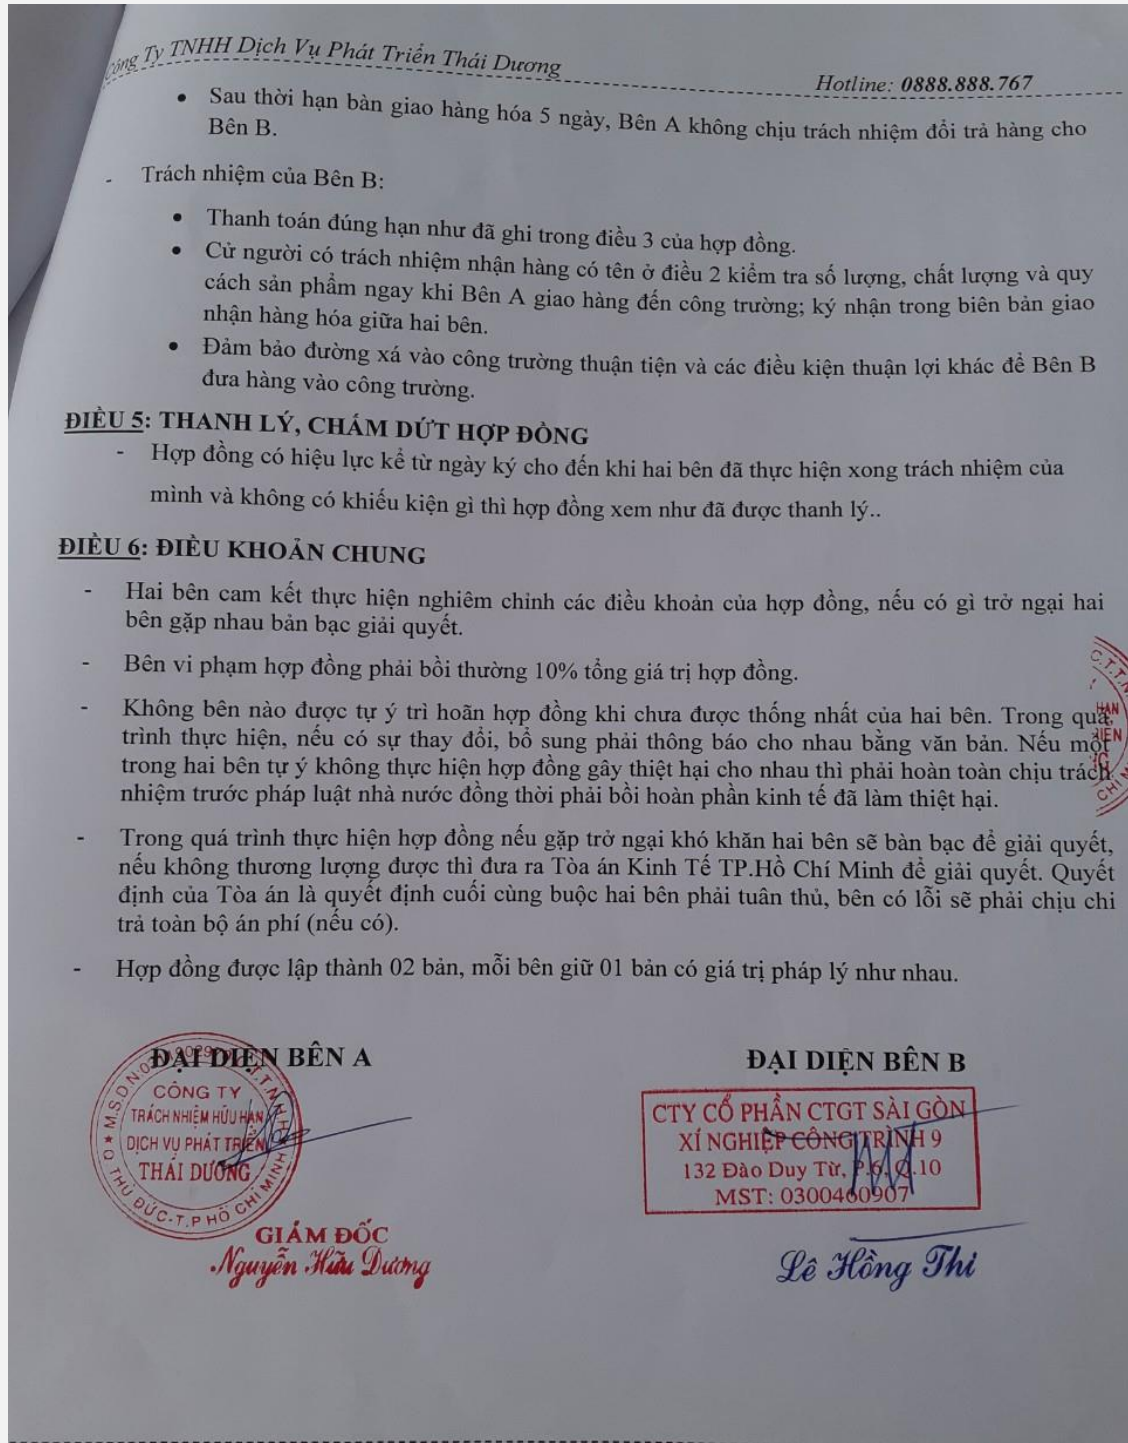 Công Ty TNHH Dịch Vụ Phát Triển Thái Dương
Hotline: 0888.888.767
• Sau thời hạn bàn giao hàng hóa 5 ngày, Bên A không chịu trách nhiệm đổi trả hàng cho
Bên B.
- Trách nhiệm của Bên B:
• Thanh toán đúng hạn như đã ghi trong điều 3 của hợp đồng.
• Cử người có trách nhiệm nhận hàng có tên ở điều 2 kiểm tra số lượng, chất lượng và quy
cách sản phẩm ngay khi Bên A giao hàng đến công trường; ký nhận trong biên bản giao
nhận hàng hóa giữa hai bên.
• Đảm bảo đường xá vào công trường thuận tiện và các điều kiện thuận lợi khác để Bên B
đưa hàng vào công trường.
ĐIỀU 5: THANH LÝ, CHẤM DỨT HỢP ĐỒNG
- Hợp đồng có hiệu lực kể từ ngày ký cho đến khi hai bên đã thực hiện xong trách nhiệm của
mình và không có khiếu kiện gì thì hợp đồng xem như đã được thanh lý..
ĐIỀU 6: ĐIỀU KHOẢN CHUNG
- Hai bên cam kết thực hiện nghiêm chỉnh các điều khoản của hợp đồng, nếu có gì trở ngại hai
bên gặp nhau bản bạc giải quyết.
- Bên vi phạm hợp đồng phải bồi thường 10% tổng giá trị hợp đồng.
- Không bên nào được tự ý trì hoãn hợp đồng khi chưa được thống nhất của hai bên. Trong quá
trình thực hiện, nếu có sự thay đổi, bổ sung phải thông báo cho nhau bằng văn bản. Nếu một
trong hai bên tự ý không thực hiện hợp đồng gây thiệt hại cho nhau thì phải hoàn toàn chịu trách
nhiệm trước pháp luật nhà nước đồng thời phải bồi hoàn phần kinh tế đã làm thiệt hại.
- Trong quá trình thực hiện hợp đồng nếu gặp trở ngại khó khăn hai bên sẽ bàn bạc để giải quyết,
nếu không thương lượng được thì đưa ra Tòa án Kinh Tế TP.Hồ Chí Minh để giải quyết. Quyết
định của Tòa án là quyết định cuối cùng buộc hai bên phải tuân thủ, bên có lỗi sẽ phải chịu chi
trả toàn bộ án phí (nếu có).
- Hợp đồng được lập thành 02 bản, mỗi bên giữ 01 bản có giá trị pháp lý như nhau.
ĐẠI DIỆN BÊN A
CÔNG TY
TRÁCH NHIỆM HỮU HẠN
DỊCH VỤ PHÁT TRIỂN
THÁI DƯƠNG
THỦ ĐỨC-T.P HỒ CHÍ MINH
GIÁM ĐỐC
Nguyễn Hữu Dương
ĐẠI DIỆN BÊN B
CTY CỔ PHẦN CTGT SÀI GÒN
XÍ NGHIỆP CÔNG TRÌNH 9
132 Đào Duy Từ, P.6, Q.10
MST: 0300460907
Lê Hồng Thi